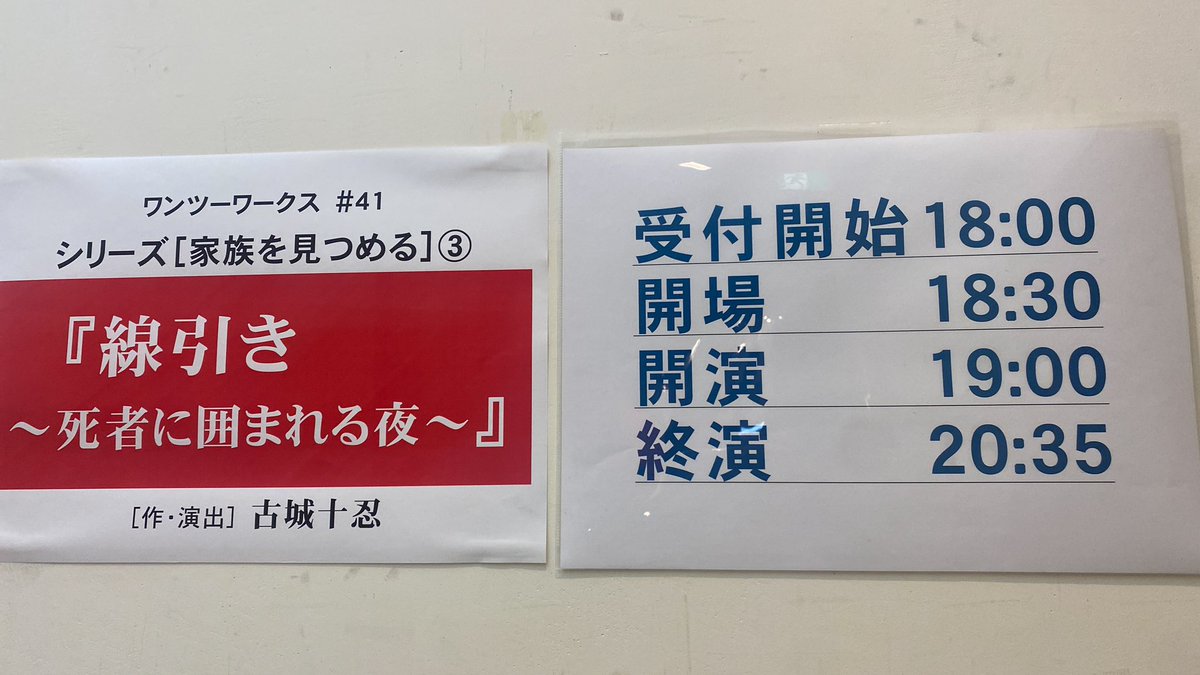 ワンツーワークス #41
シリーズ[家族を見つめる]③
『線引き
～死者に囲まれる夜～』
[作・演出] 古城十忍
受付開始 18:00
開場 18:30
開演 19:00
終演 20:35